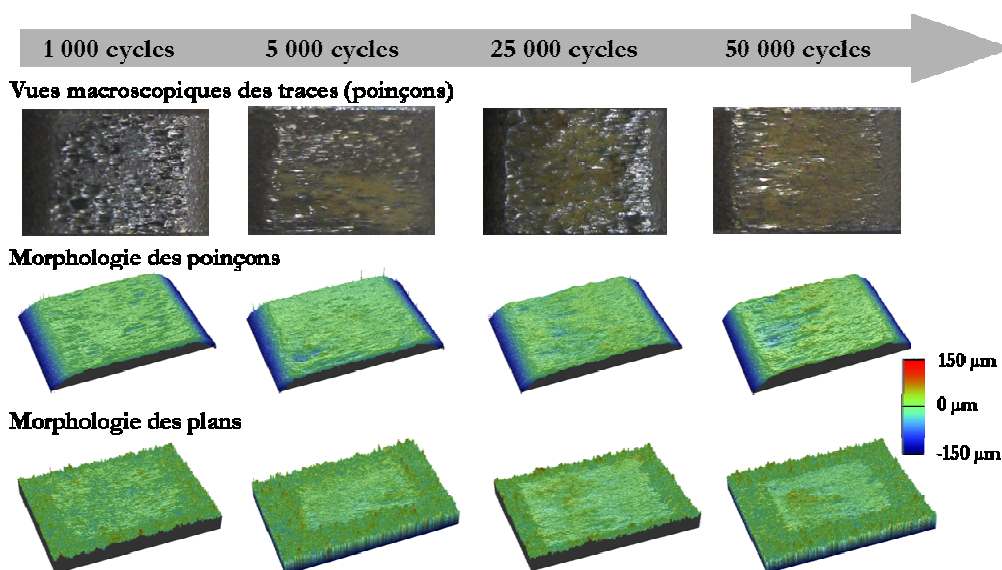 1 000 cycles 5 000 cycles 25 000 cycles 50 000 cycles
Vues macroscopiques des traces (poinçons)
Morphologie des poinçons
150 µm
0 µm
Morphologie des plans
-150 µm